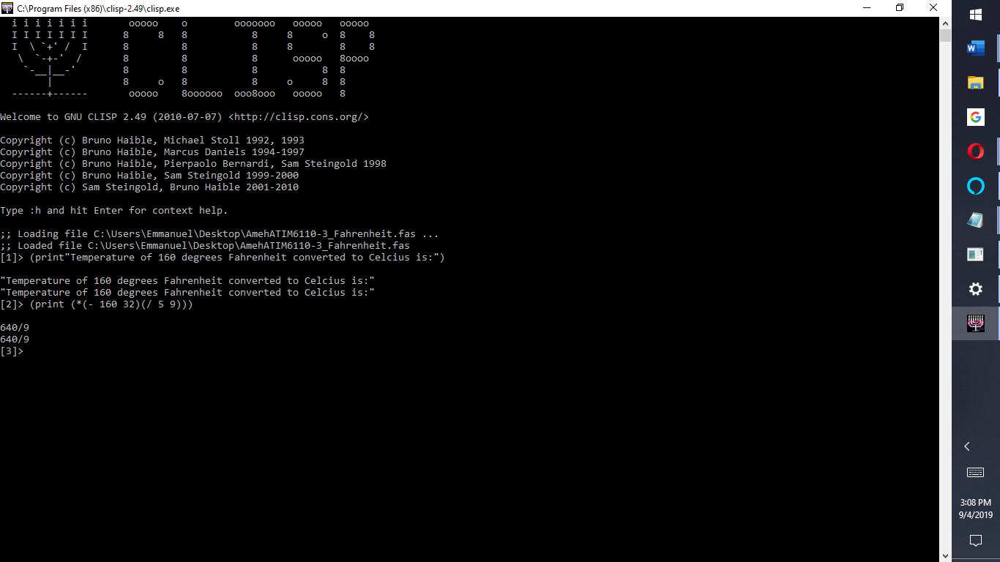 C:\Program Files (x86)\clisp-2.49\clisp.exe
  i i i i i i i       ooooo    o        ooooooo   ooooo   ooooo
  I I I I I I I      8     8   8           8     8     o  8    8
  I  \ `+' /  I      8         8           8     8        8    8
   \  `-+-'  /       8         8           8      ooooo   8oooo
    `-__|__-'        8         8           8           8  8
        |            8     o   8           8     o     8  8
  ------+------       ooooo    8oooooo  ooo8ooo   ooooo   8
Welcome to GNU CLISP 2.49 (2010-07-07) <http://clisp.cons.org/>
Copyright (c) Bruno Haible, Michael Stoll 1992, 1993
Copyright (c) Bruno Haible, Marcus Daniels 1994-1997
Copyright (c) Bruno Haible, Pierpaolo Bernardi, Sam Steingold 1998
Copyright (c) Bruno Haible, Sam Steingold 1999-2000
Copyright (c) Sam Steingold, Bruno Haible 2001-2010
Type :h and hit Enter for context help.
;; Loading file C:\Users\Emmanuel\Desktop\AmehATIM6110-3_Fahrenheit.fas ...
;; Loaded file C:\Users\Emmanuel\Desktop\AmehATIM6110-3_Fahrenheit.fas
[1]> (print"Temperature of 160 degrees Fahrenheit converted to Celcius is:")
"Temperature of 160 degrees Fahrenheit converted to Celcius is:"
"Temperature of 160 degrees Fahrenheit converted to Celcius is:"
[2]> (print (*(- 160 32)(/ 5 9)))
640/9
640/9
[3]>
3:08 PM
9/4/2019